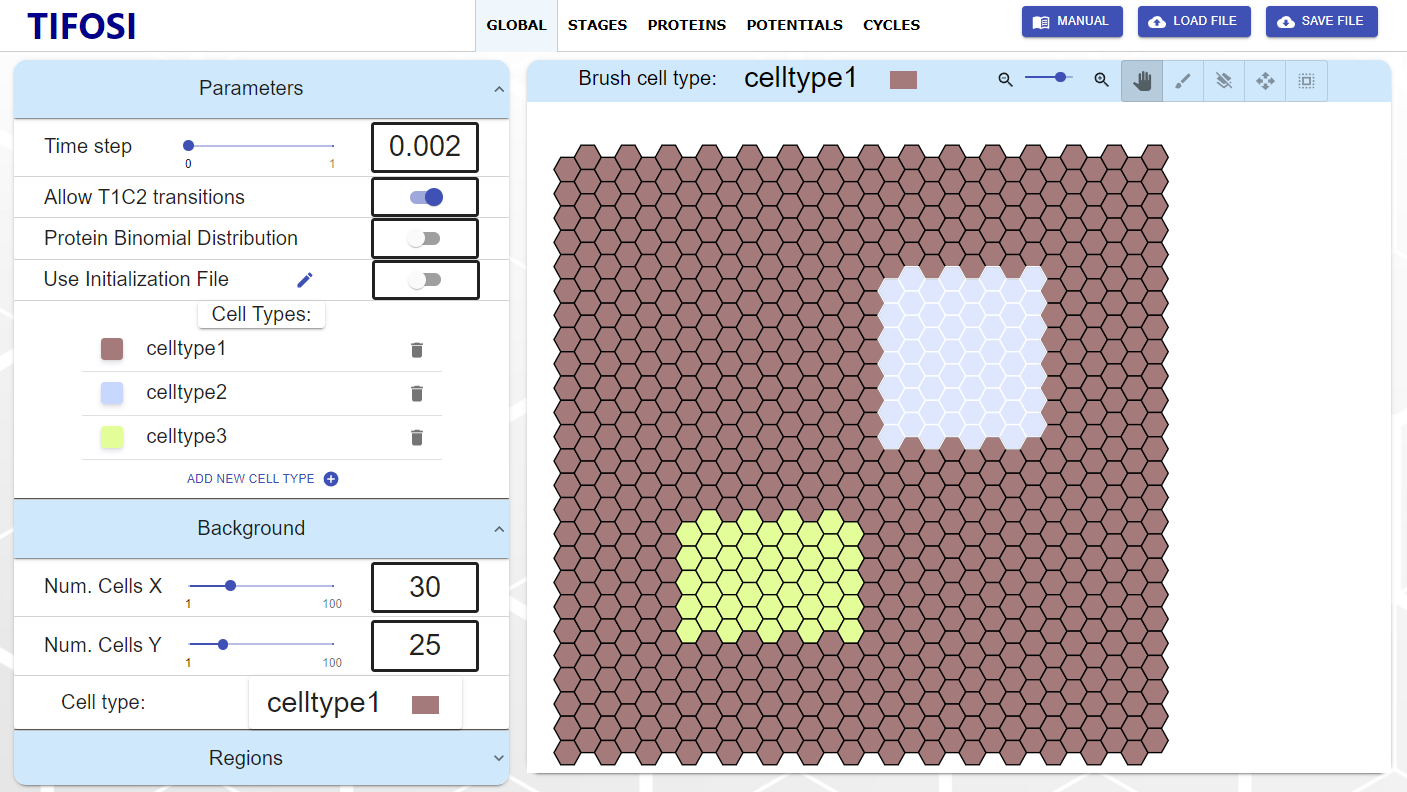 TIFOSI
GLOBAL STAGES PROTEINS POTENTIALS CYCLES
MANUAL LOAD FILE SAVE FILE
Parameters
Time step
0 1
0.002
Allow T1C2 transitions
Protein Binomial Distribution
Use Initialization File
Cell Types:
celltype1
celltype2
celltype3
ADD NEW CELL TYPE
Background
Num. Cells X
1 100
30
Num. Cells Y
1 100
25
Cell type: celltype1
Regions
Brush cell type: celltype1